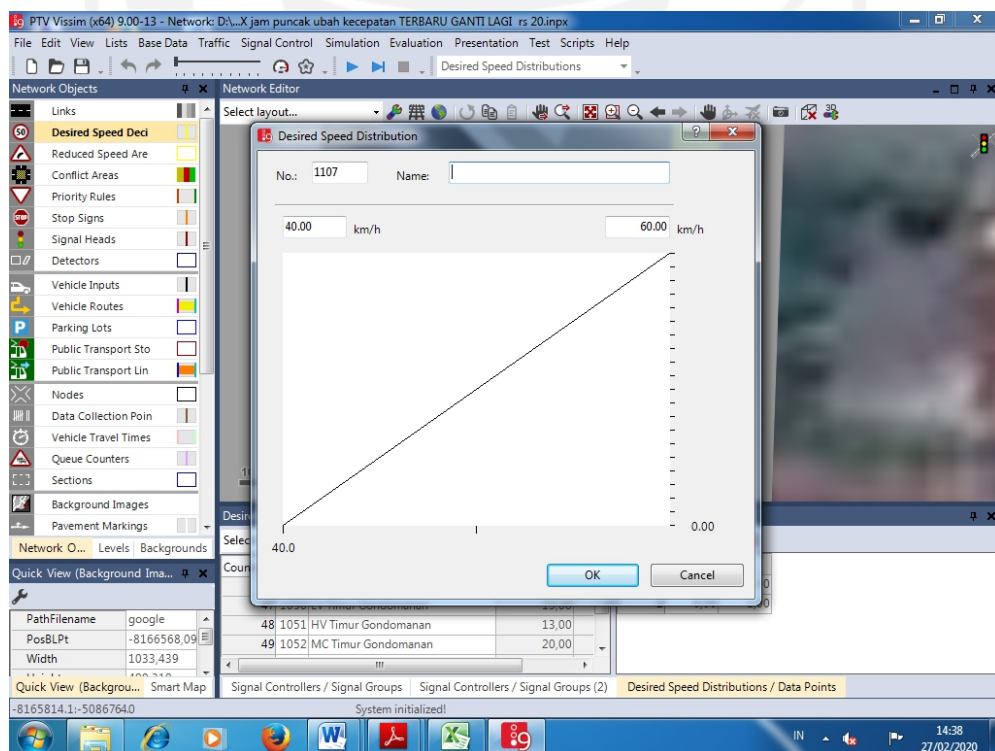 PTV Vissim (x64) 9.00-13 - Network: D:\...X jam puncak ubah kecepatan TERBARU GANTI LAGI rs 20.inpx
File Edit View Lists Base Data Traffic Signal Control Simulation Evaluation Presentation Test Scripts Help
Desired Speed Distributions
Network Objects
Network Editor
Select layout...
Links
50 Desired Speed Deci
Reduced Speed Are
Conflict Areas
Priority Rules
STOP Stop Signs
Signal Heads
Detectors
Vehicle Inputs
Vehicle Routes
P Parking Lots
Public Transport Sto
Public Transport Lin
Nodes
Data Collection Poin
Vehicle Travel Times
Queue Counters
Sections
Background Images
Pavement Markings
Network O... Levels Backgrounds
Desired Speed Distribution
No.: 1107 Name:
40.00 km/h 60.00 km/h
0.00
40.0
OK Cancel
Quick View (Background Ima...
PathFilename google
PosBLPt -8166568,09
Width 1033,439
Quick View (Backgrou... Smart Map
48 1051 HV Timur Gondomanan 13,00
49 1052 MC Timur Gondomanan 20,00
Signal Controllers / Signal Groups Signal Controllers / Signal Groups (2) Desired Speed Distributions / Data Points
-8165814.1:-5086764.0 System initialized!
IN 14:38
27/02/2020